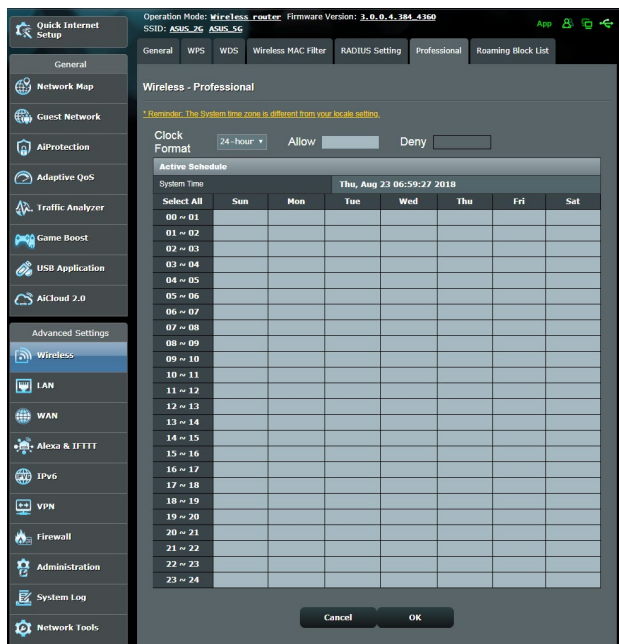 Operation Mode: Wireless router Firmware Version: 3.0.0.4.384_4360
SSID: ASUS_2G ASUS_5G
App
Quick Internet
Setup
General
Network Map
Guest Network
AiProtection
Adaptive QoS
Traffic Analyzer
Game Boost
USB Application
AiCloud 2.0
Advanced Settings
Wireless
LAN
WAN
Alexa & IFTTT
IPv6
VPN
Firewall
Administration
System Log
Network Tools
General WPS WDS Wireless MAC Filter RADIUS Setting Professional Roaming Block List
Wireless - Professional
* Reminder: The System time zone is different from your locale setting.
Clock
Format 24-hour Allow Deny
Active Schedule
System Time Thu, Aug 23 06:59:27 2018
Select All Sun Mon Tue Wed Thu Fri Sat
00 ~ 01
01 ~ 02
02 ~ 03
03 ~ 04
04 ~ 05
05 ~ 06
06 ~ 07
07 ~ 08
08 ~ 09
09 ~ 10
10 ~ 11
11 ~ 12
12 ~ 13
13 ~ 14
14 ~ 15
15 ~ 16
16 ~ 17
17 ~ 18
18 ~ 19
19 ~ 20
20 ~ 21
21 ~ 22
22 ~ 23
23 ~ 24
Cancel OK